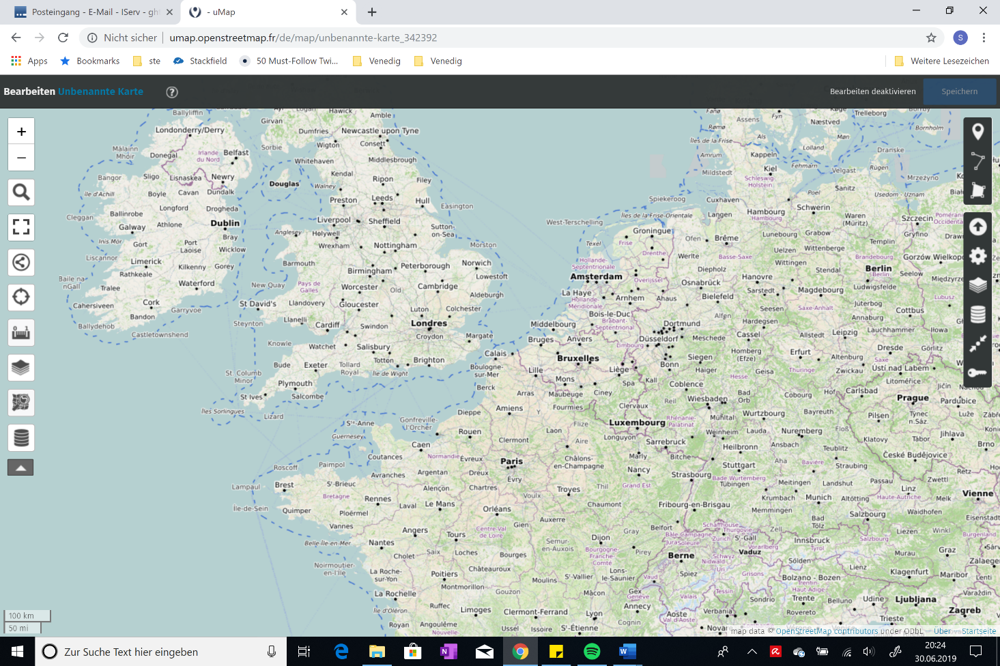 Posteingang - E-Mail - IServ - gh
- uMap
Nicht sicher
umap.openstreetmap.fr/de/map/unbenannte-karte_342392
S
Apps
Bookmarks
ste
Stackfield
50 Must-Follow Twi...
Venedig
Venedig
Weitere Lesezeichen
Bearbeiten Unbenannte Karte
?
Bearbeiten deaktivieren
Speichern
Ballyliffin
Girvan
Hawick
Amble
Londonderry/Derry
Dumfries
Newcastle upon Tyne
Wigton
Consett
Málainn Mhóir
Donegal
Irlande du Nord
Belfast
Sorbie
Whitehaven
Middlesbrough
Bangor
Sligo
Lisnaskea
Newry
Douglas
Walney
Kendal
Ripon
Filey
île d'Achill
Boyle
Cavan
Dundalk
Preston
Leeds
Hull
Easington
Ballinrobe
Longford
Drogheda
Cleggan
Galway
Athlone
Dublin
Liverpool
Sheffield
Sutton-on-Sea
Inis Mór
Gort
Port Laoise
Bray
Wicklow
Anglesey
Holywell
Wrexham
Nottingham
Morston
Liscannor
Limerick
Rathkeale
Kilkenny
Gorey
Barmouth
Birmingham
Peterborough
Norwich
Lowestoft
Baile na nGall
Tralee
Waterford
New Quay
Pays de Galles
Worcester
Old
Cambridge
Aldeburgh
Cahersiveen
Cork
Bandon
Garryvoe
St David's
Llandovery
Gloucester
Luton
Colchester
Ballydehob
Castletownshend
Steynton
Llanelli
Cardiff
Swindon
Londres
Croydon
Margate
Knowle
Watchet
Salisbury
Totton
Brighton
Calais
St Columb Minor
Bude
Exeter
Tollard Royal
île de Wight
Boulogne-sur-Mer
St Ives
Plymouth
Salcombe
Berck
Îles Sorlingues
Lizard
Fanø
Assens
Fyn
Køge
Trelleborg
Borrby
Rømø
Îles de la Frise
Als
Næstved
Møn
Bornholm
Amrum
Kappeln
Lolland
Dranske
Mildstedt
Kiel
Fehmarn
Velgast
Rügen
Mrzeżyno
Schleswig-Holstein
Sanitz
Spiekeroog
Cuxhaven
Poel
Usedom - Uznam
West-Terschelling
Îles de la Frise-Orientale
Langen
Hambourg
Hambourg
Schwerin
Waren (Müritz)
Szczecin
Texel
Groningue
Frise
Ofen
Brême
Lunebourg
Grabow
Gryfino
Drenthe
Werlte
Basse-Saxe
Uelzen
Wittenberge
Templin
Hollande-Septentrionale
Wittingen
Brandebourg
Amsterdam
Overijssel
Diepholz
Hanovre
Stendal
Berlin
Berlin
Seelow
La Haye
Hollande-Méridionale
Osnabrück
Sarstedt
Magdebourg
Ludwigsfelde
Arnhem
Ahaus
Bielefeld
Jüterbog
Lubusz
Bois-le-Duc
Brabant-Septentrional
Seesen
Saxe-Anhalt
Cottbus
Middelbourg
Dortmund
Alfen
Hardegsen
Annaburg
Bruges
Anvers
Limbourg
Düsseldorf
Meschede
Cassel
Allstedt
Leipzig
Lauchhammer
Iłowa
Bruxelles
Siegen
Homberg (Efze)
Erfurt
Altenburg
Dresde
Görlitz
Lille
Liège
Bonn
Haiger
Hesse
Geisa
Thuringe
Zwickau
Saxe
Ústí nad Labem
Mons
Spa
Kall
Coblence
Litoměřice
Arras
Maubeuge
Ciney
Reil
Wiesbaden
Bad Orb
Cobourg
Hof
Carlsbad
Jičín
Dieppe
Amiens
Fourmies
Clervaux
Mühltal
Wurtzbourg
Bayreuth
Prague
Pardubice
Y
Flize
Luxembourg
Rhénanie-Palatinat
Pilsen
Týnec n.Sáz.
Luže
S<sup>te</sup>-Anne
Gonfreville-l'Orcher
Rouen
Laon
Longuyon
Weinheim
Lauda
Nuremberg
Floß
Jihlava
Guernesey
Clermont
Aire
Sarrebruck
Heilbronn
Ansbach
Teublitz
Klatovy
Tábor
Brno
Caen
Coutances
Normandie
Évreux
Paris
Châlons-en-Champagne
Marly
Bitche
Stuttgart
Aha
Bavière
České Budějovice
Roscoff
Paimpol
Avranches
Argentan
Dreux
Évry
Nancy
Strasbourg
Bade-Wurtemberg
Tübingen
Straubing
Retz
Lampaul
Brest
S<sup>t</sup>-Brieuc
Alençon
Chartres
Voulx
Troyes
Thil
Grand Est
Meitingen
Landshut
Passau
Linz
Zwettl
Île-de-Sein
Bretagne
Rennes
Laval
Le Mans
Orléans
Chaumont
Fribourg-en-Brisgau
Krumbach
Munich
Altötting
Haute-Autriche
Melk
Vienne
Quimper
Ploërmel
Auxerre
Memmingen
Salzbourg
Waidhofen
Vannes
Angers
Tours
Centre-Val de Loire
Gien
Gray
Belfort
Schaffhouse
Thurgovie
Zell
Bad Tölz
Eisenstadt
Belle-Île-en-Mer
Nantes
Saix
Loches
Semur-en-Auxois
Dijon
Bâle-Campagne
Jura
Soleure
Zurich
S<sup>t</sup>-Gall
Innsbruck
Tyrol
Salzbourg
Liezen
Winkl
Cholet
Bourges
Bourgogne-Franche-Comté
Pirey
Berne
Schwyz
Vaduz
Vorarlberg
Murau
Graz
Noirmoutier-en-l'Île
La Roche-sur-Yon
Poitiers
Châteauroux
Lons-le-Saunier
Nidwald
Uri
Sölden
Lienz
Klagenfurt
Maribor
Lenti
Montmorillon
Moulins
S<sup>t</sup>-Vallier
Vaud
Spiez
Grisons
Bolzano - Bozen
La Rochelle
Gouzon
Mâcon
Gex
Genève
Valais
Tessin
Trentin-Haut-Adige
Île d'Oléron
Ruffec
Limoges
Clermont-Ferrand
Lyon
Annecy
Aoste
Val d'Aoste
Verbania
Sondrio
Trente
Belluno
Udine
Ljubljana
Royan
Angoulême
Ussel
Issoire
S<sup>t</sup>-Étienne
Cognin
Rovereto
Trieste
Zagreb
100 km
50 mi
map data © OpenStreetMap contributors under ODbL — Über — Startseite
Zur Suche Text hier eingeben
20:24
30.06.2019